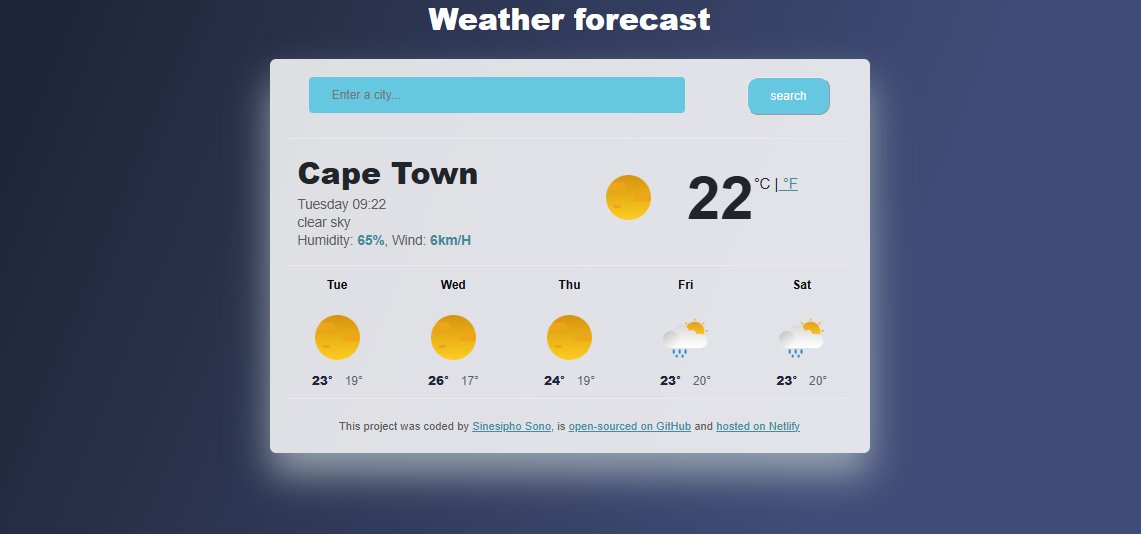 Weather forecast
Enter a city...
search
Cape Town
22 °C | °F
Tuesday 09:22
clear sky
Humidity: 65%, Wind: 6km/H
Tue Wed Thu Fri Sat
23° 19° 26° 17° 24° 19° 23° 20° 23° 20°
This project was coded by Sinesipho Sono, is open-sourced on GitHub and hosted on Netlify